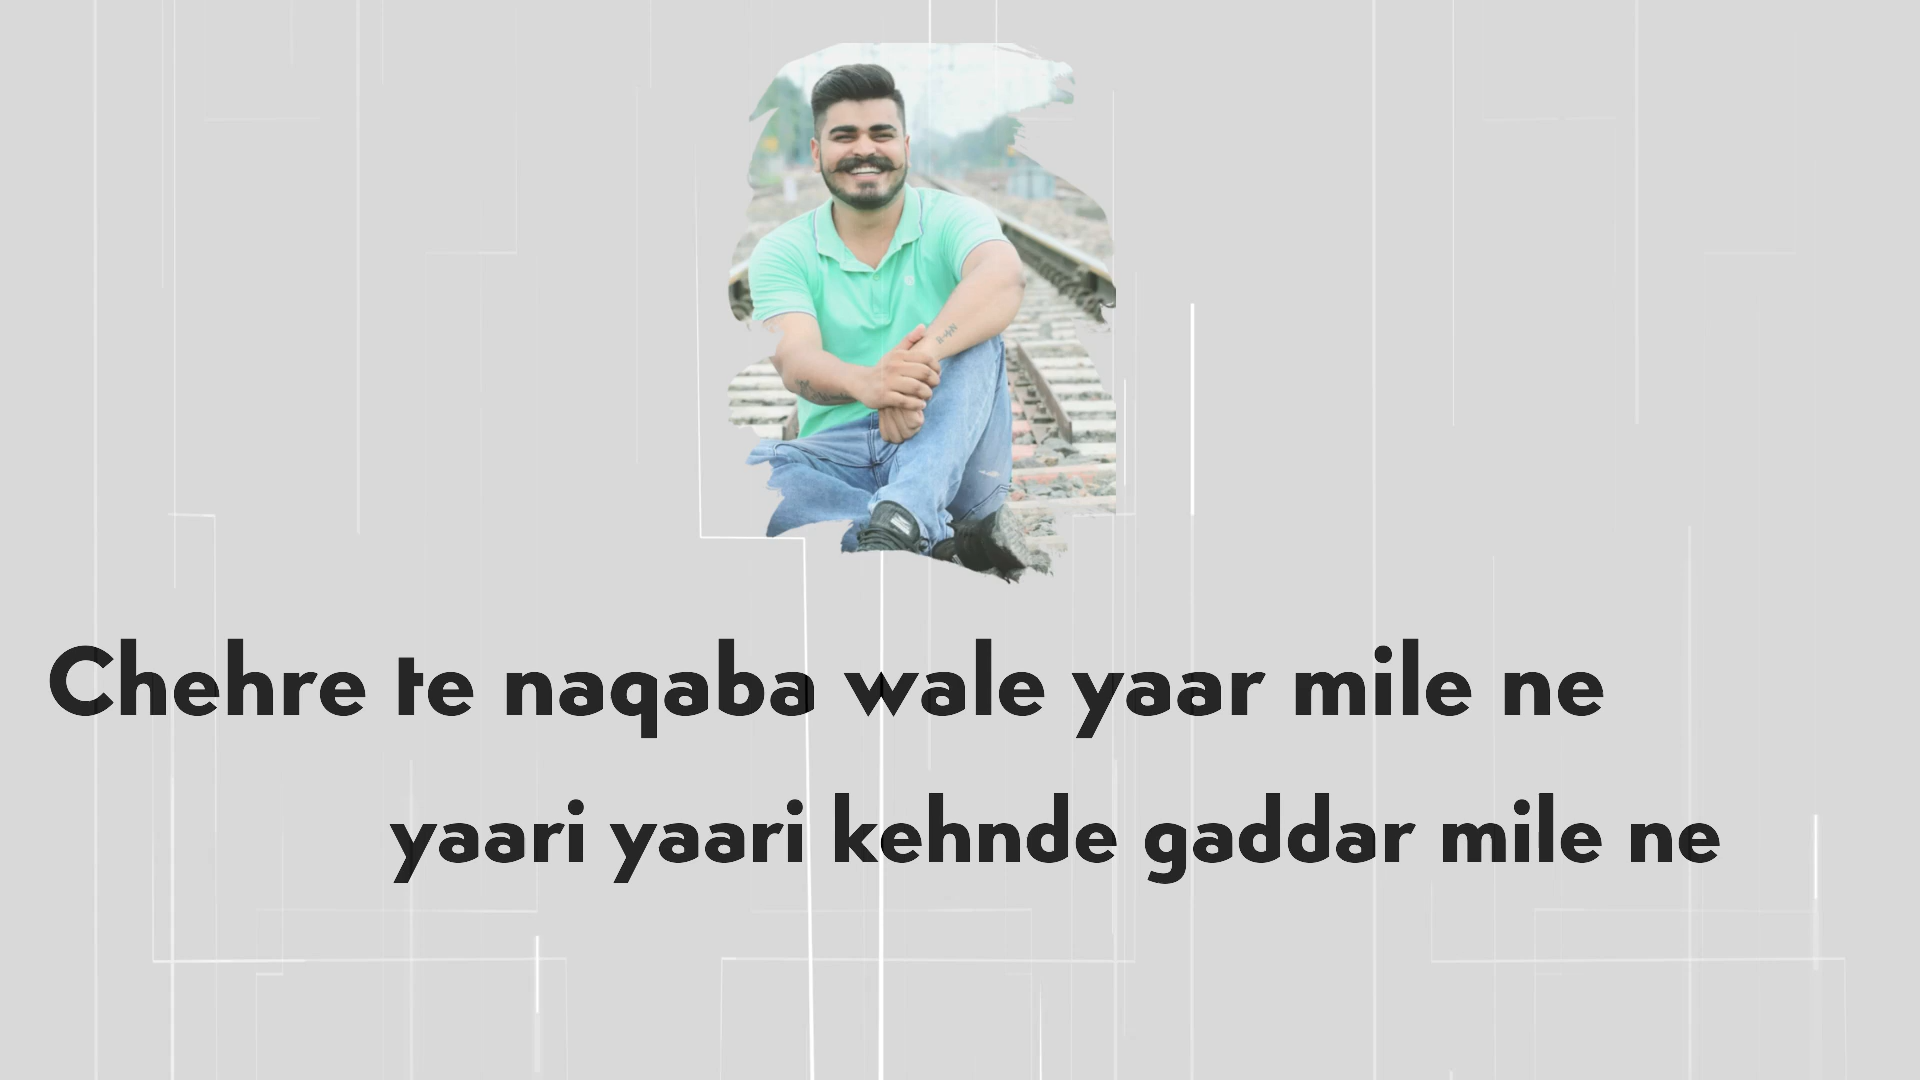 Chehre te naqaba wale yaar mile ne
yaari yaari kehnde gaddar mile ne